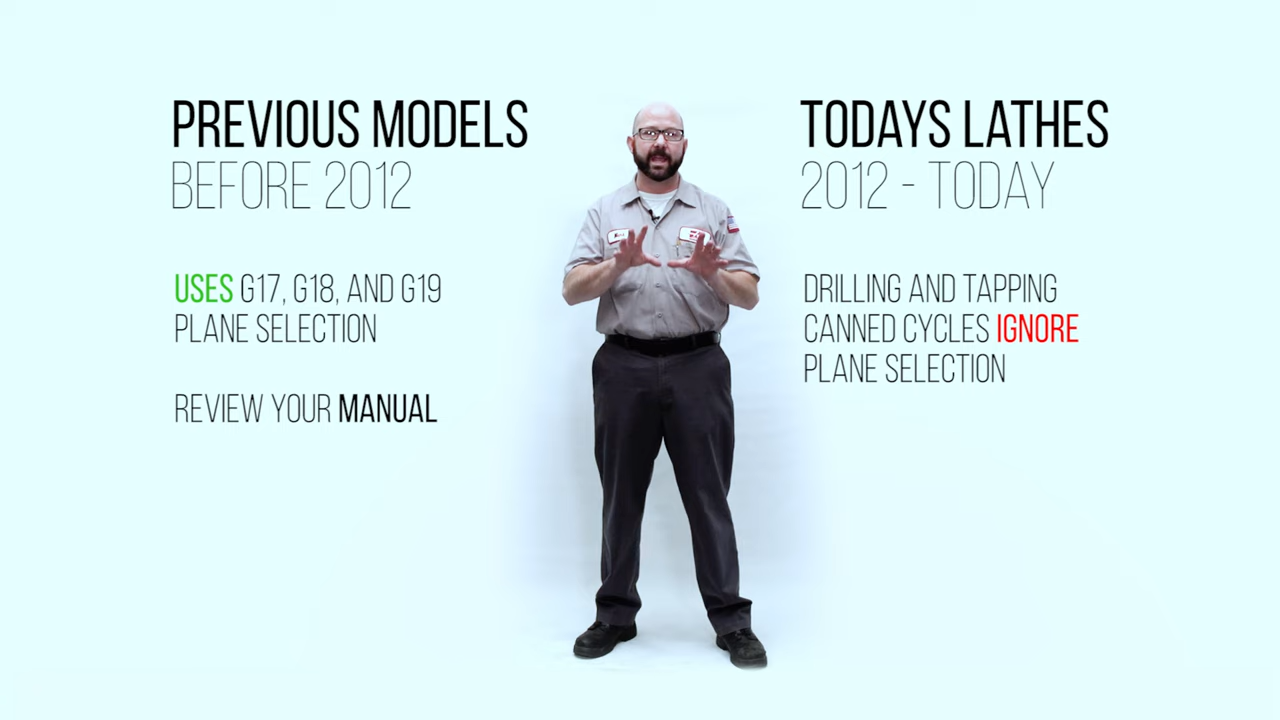 PREVIOUS MODELS
BEFORE 2012
USES G17, G18, AND G19
PLANE SELECTION
REVIEW YOUR MANUAL
TODAYS LATHES
2012 - TODAY
DRILLING AND TAPPING
CANNED CYCLES IGNORE
PLANE SELECTION